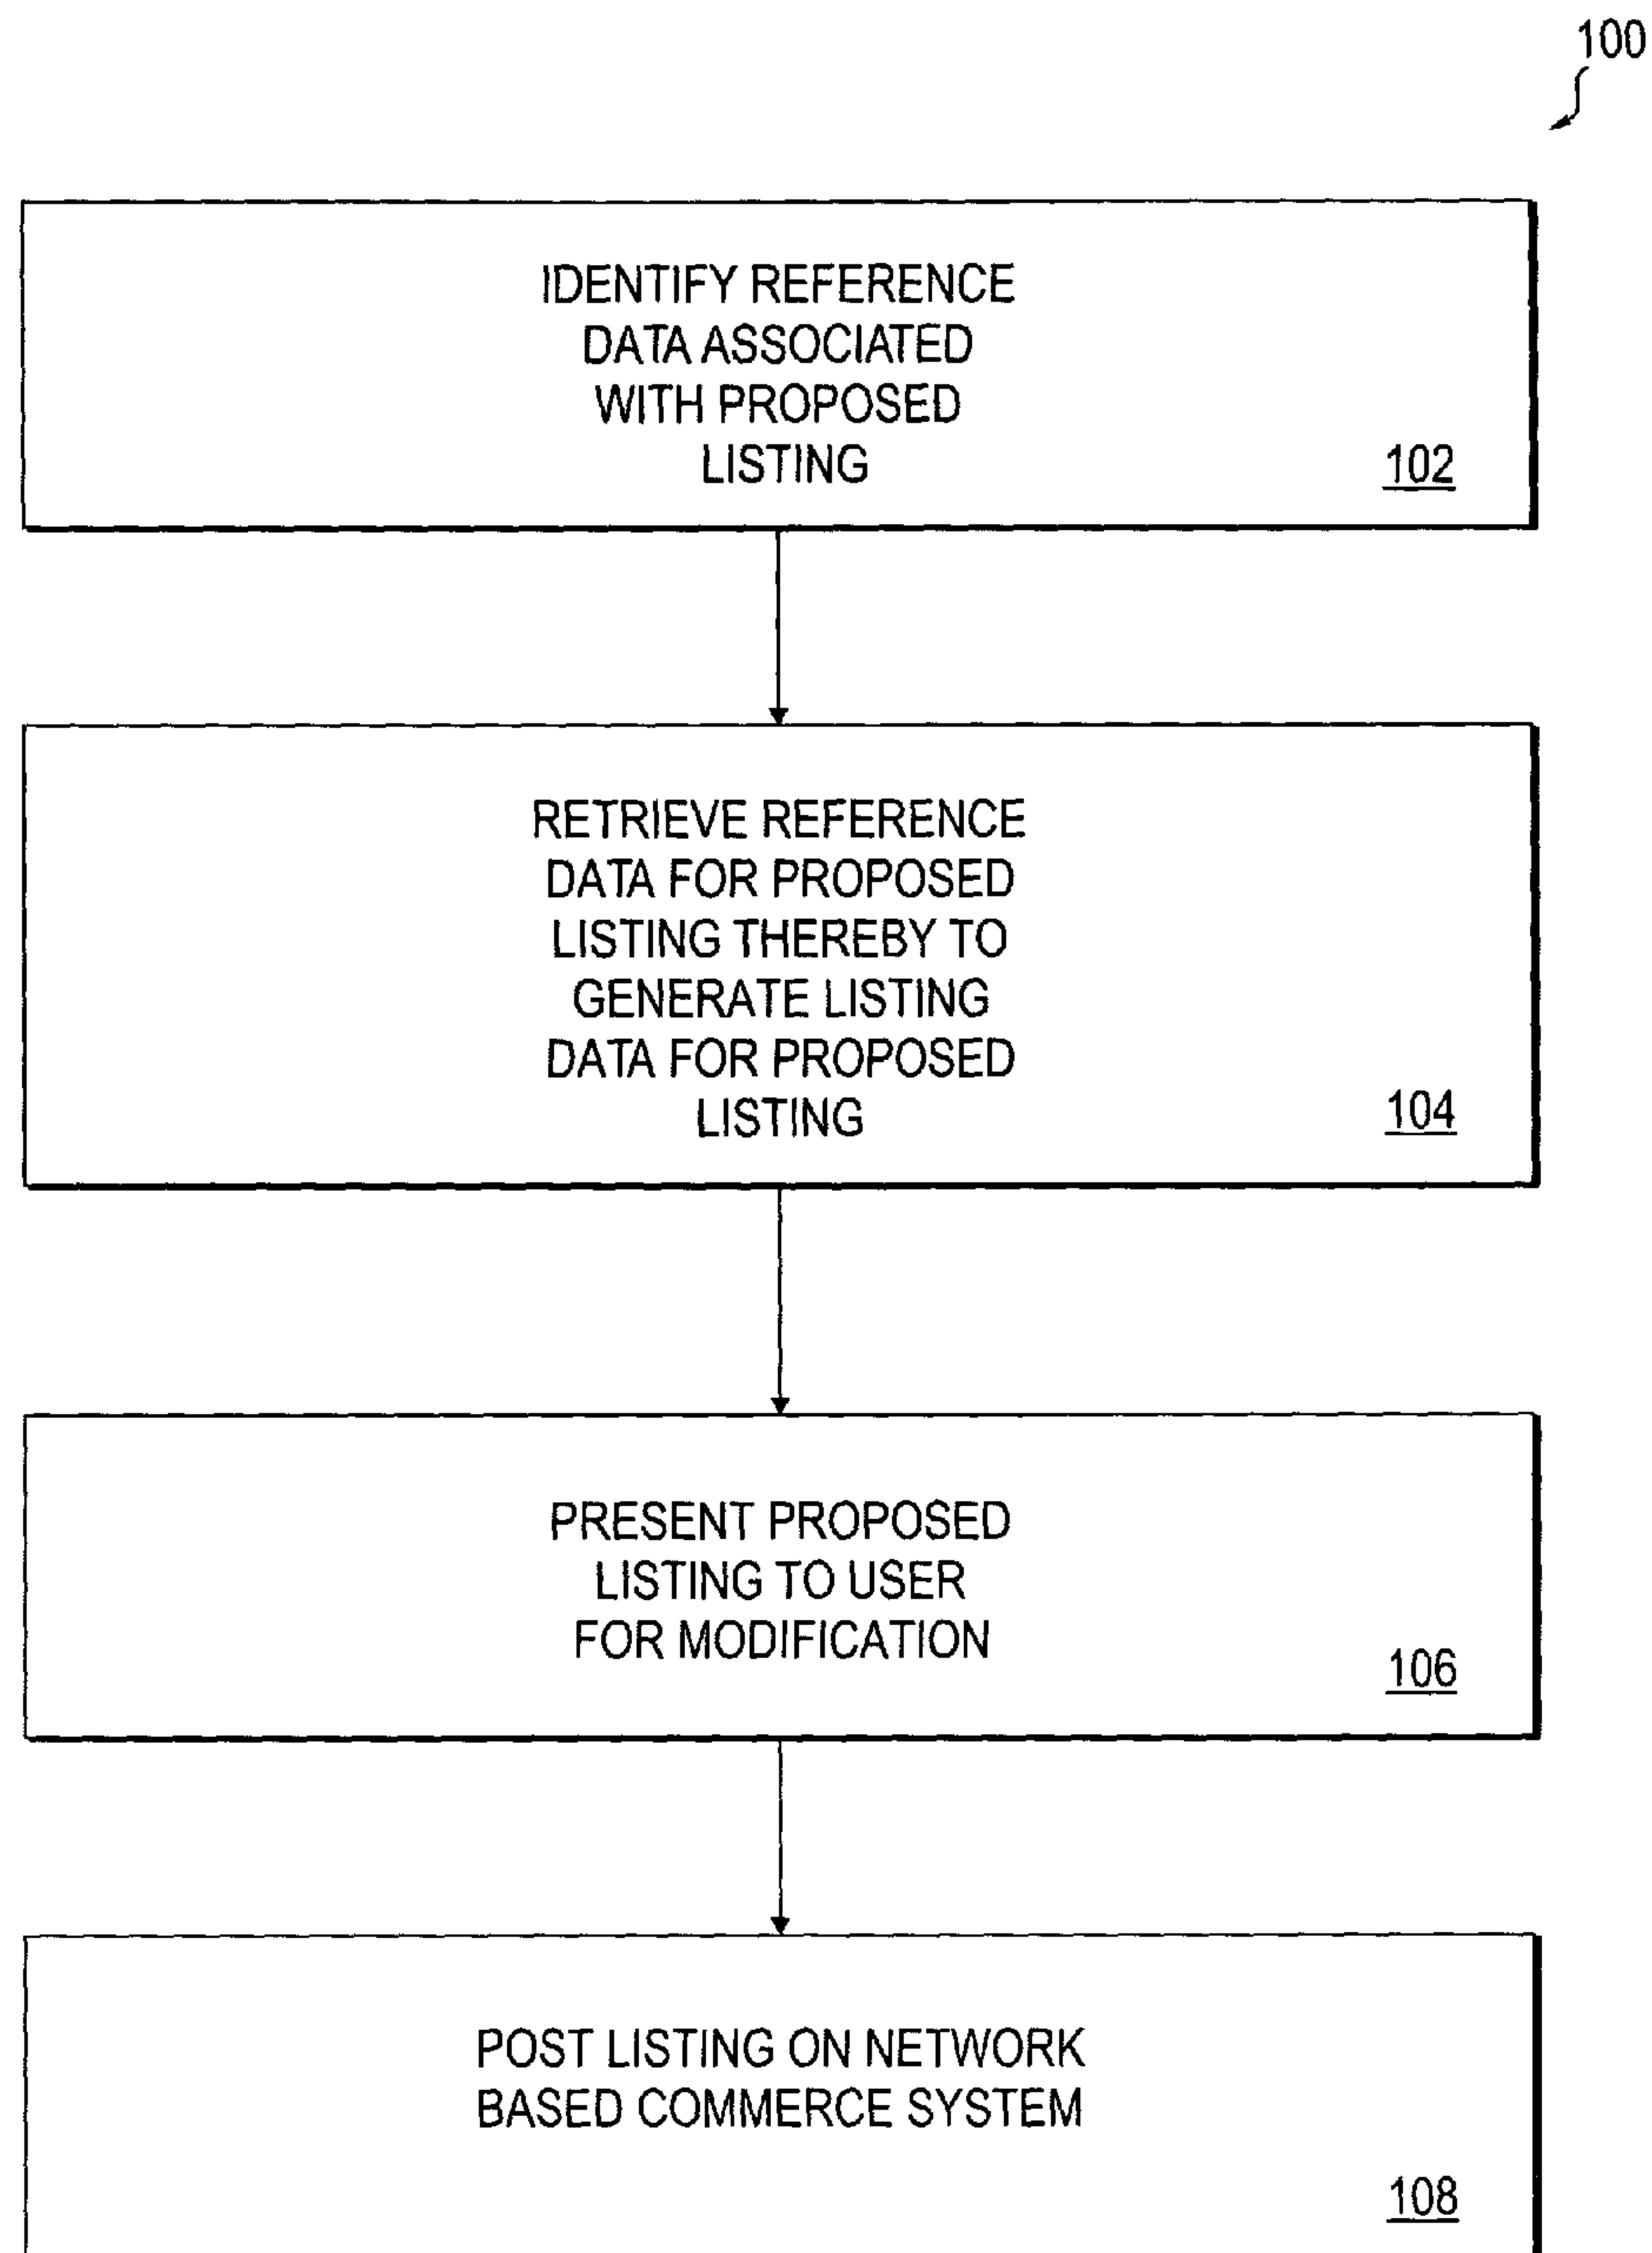 100
IDENTIFY REFERENCE
DATA ASSOCIATED
WITH PROPOSED
LISTING
102
RETRIEVE REFERENCE
DATA FOR PROPOSED
LISTING THEREBY TO
GENERATE LISTING
DATA FOR PROPOSED
LISTING
104
PRESENT PROPOSED
LISTING TO USER
FOR MODIFICATION
106
POST LISTING ON NETWORK
BASED COMMERCE SYSTEM
108